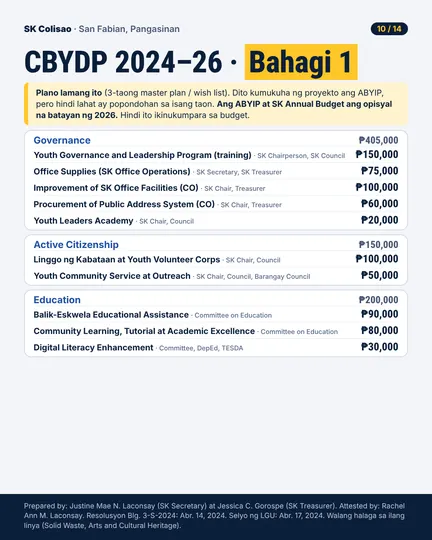 SK Colisao · San Fabian, Pangasinan
10 / 14
CBYDP 2024–26 · Bahagi 1
Plano lamang ito (3-taong master plan / wish list). Dito kumukuha ng proyekto ang ABYIP,
pero hindi lahat ay popondohan sa isang taon. Ang ABYIP at SK Annual Budget ang opisyal
na batayan ng 2026. Hindi ito ikinukumpara sa budget.
Governance ₱405,000
Youth Governance and Leadership Program (training) · SK Chairperson, SK Council ₱150,000
Office Supplies (SK Office Operations) · SK Secretary, SK Treasurer ₱75,000
Improvement of SK Office Facilities (CO) · SK Chair, Treasurer ₱100,000
Procurement of Public Address System (CO) · SK Chair, Treasurer ₱60,000
Youth Leaders Academy · SK Chair, Council ₱20,000
Active Citizenship ₱150,000
Linggo ng Kabataan at Youth Volunteer Corps · SK Chair, Council ₱100,000
Youth Community Service at Outreach · SK Chair, Council, Barangay Council ₱50,000
Education ₱200,000
Balik-Eskwela Educational Assistance · Committee on Education ₱90,000
Community Learning, Tutorial at Academic Excellence · Committee on Education ₱80,000
Digital Literacy Enhancement · Committee, DepEd, TESDA ₱30,000
Prepared by: Justine Mae N. Laconsay (SK Secretary) at Jessica C. Gorospe (SK Treasurer). Attested by: Rachel
Ann M. Laconsay. Resolusyon Blg. 3-S-2024: Abr. 14, 2024. Selyo ng LGU: Abr. 17, 2024. Walang halaga sa ilang
linya (Solid Waste, Arts and Cultural Heritage).